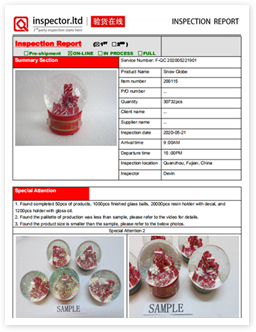 inspector.ltd 验货在线 INSPECTION REPORT
3rd party inspection starts here
Inspection Report 1st 2nd
Pre-shipment ON-LINE IN PROCESS FULL
Summary Section
Service Number: F-QC 202005221901
Product Name Snow Globe
Item number 200115
P/O number ...
Quantity 30732pcs
Client name ...
Supplier name ...
Inspection date 2020-05-21
Arrival time 9:00AM
Departure time 16:00PM
Inspection location Quanzhou, Fujian, China
Inspector Devin
Special Attention
1. Found completed 50pcs of products, 1000pcs finished glass balls, 20000pcs resin holder with decal, and
1200pcs holder with gloss oil.
2. Found the paillette of production was less than sample, please refer to the video for details.
3. Found the product size is smaller than the sample, please refer to the below photos.
Special Attention 2
SAMPLE
SAMPLE